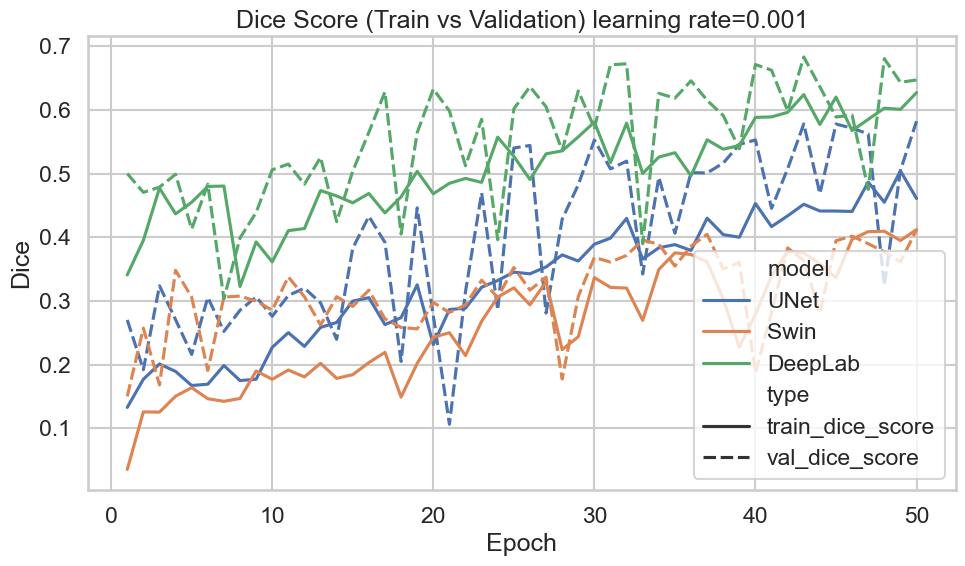 Dice Score (Train vs Validation) learning rate=0.001
Dice
0.7
0.6
0.5
0.4
0.3
0.2
0.1
model
UNet
Swin
DeepLab
type
train_dice_score
val_dice_score
0 10 20 30 40 50
Epoch